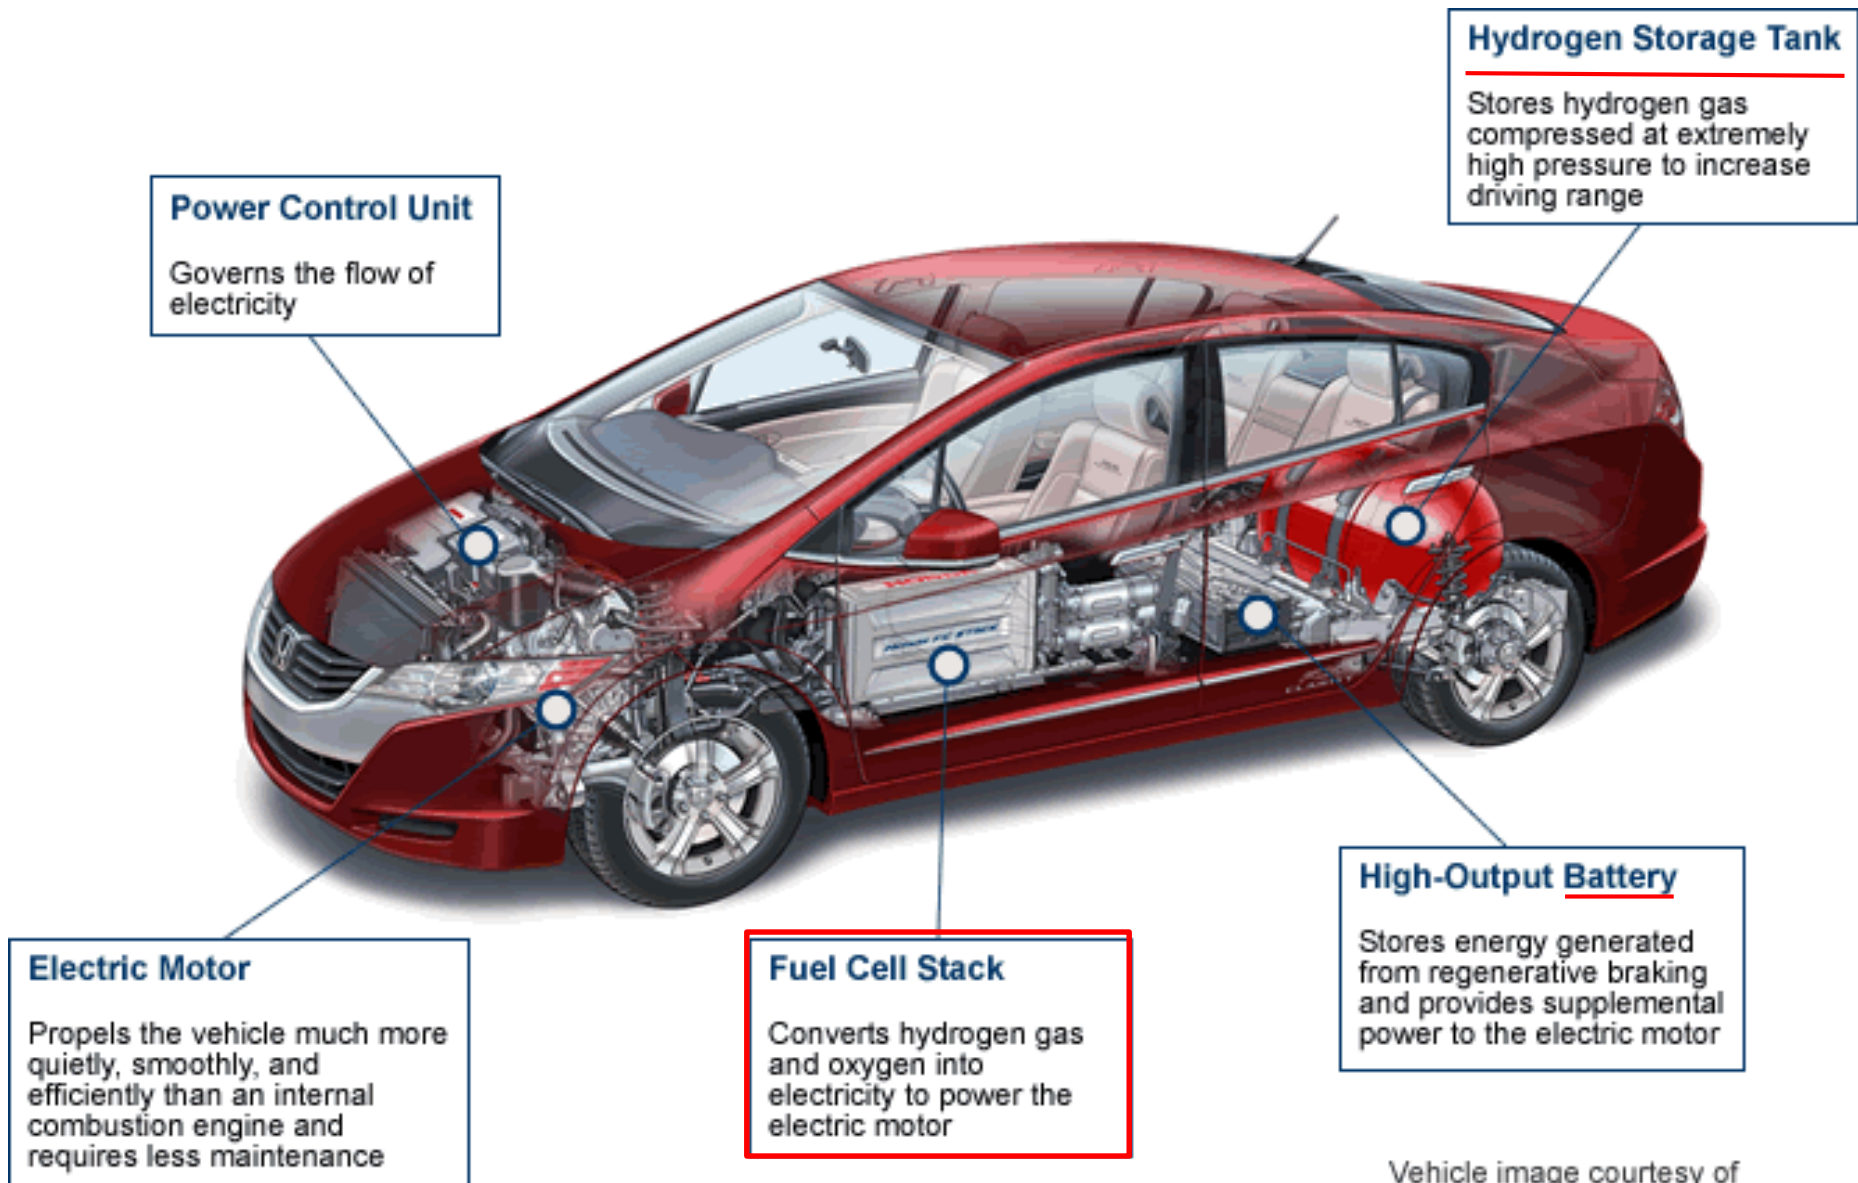 Hydrogen Storage Tank
Stores hydrogen gas
compressed at extremely
high pressure to increase
driving range
Power Control Unit
Governs the flow of
electricity
HONDA
HONDA FC STACK
High-Output Battery
Stores energy generated
from regenerative braking
and provides supplemental
power to the electric motor
Electric Motor
Propels the vehicle much more
quietly, smoothly, and
efficiently than an internal
combustion engine and
requires less maintenance
Fuel Cell Stack
Converts hydrogen gas
and oxygen into
electricity to power the
electric motor
Vehicle image courtesy of